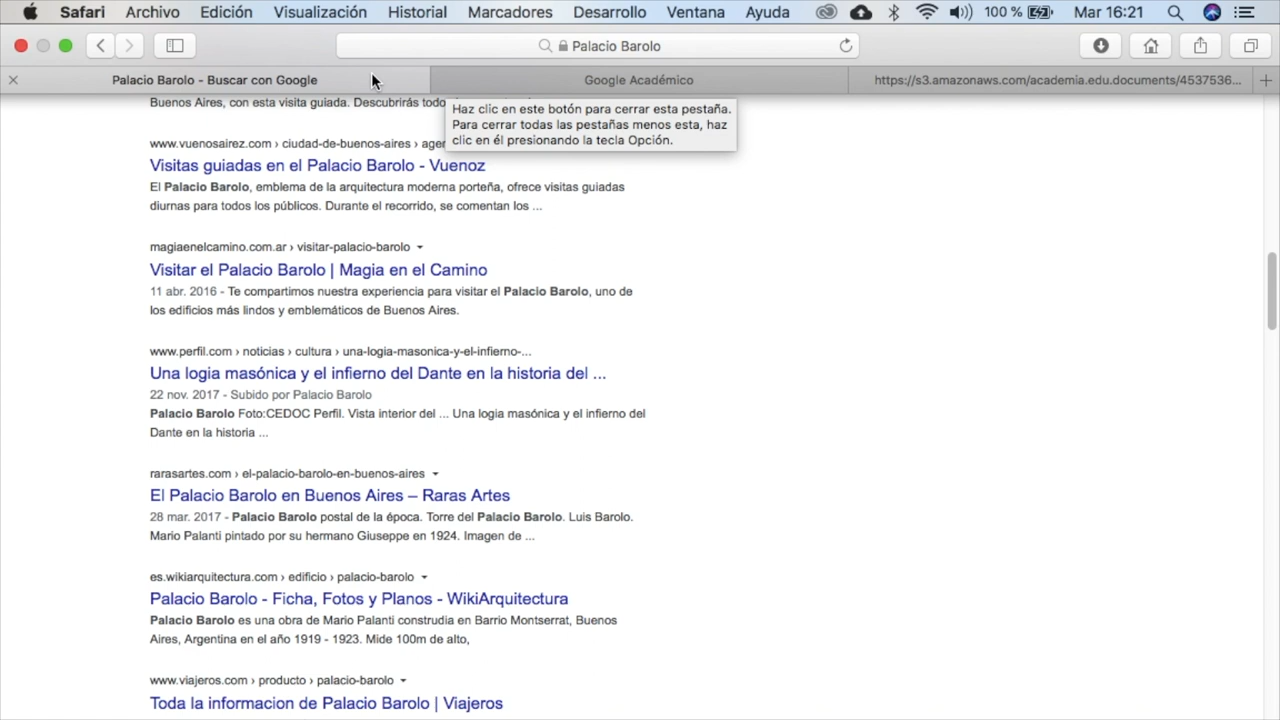 Safari Archivo Edición Visualización Historial Marcadores Desarrollo Ventana Ayuda 100 % Mar 16:21
Palacio Barolo
Palacio Barolo - Buscar con Google Google Académico https://s3.amazonaws.com/academia.edu.documents/4537536...
Buenos Aires, con esta visita guiada. Descubrirás todo
Haz clic en este botón para cerrar esta pestaña.
Para cerrar todas las pestañas menos esta, haz
clic en él presionando la tecla Opción.
www.vuenosairez.com › ciudad-de-buenos-aires › age
Visitas guiadas en el Palacio Barolo - Vuenoz
El Palacio Barolo, emblema de la arquitectura moderna porteña, ofrece visitas guiadas
diurnas para todos los públicos. Durante el recorrido, se comentan los ...
magiaenelcamino.com.ar › visitar-palacio-barolo
Visitar el Palacio Barolo | Magia en el Camino
11 abr. 2016 - Te compartimos nuestra experiencia para visitar el Palacio Barolo, uno de
los edificios más lindos y emblemáticos de Buenos Aires.
www.perfil.com › noticias › cultura › una-logia-masonica-y-el-infierno-...
Una logia masónica y el infierno del Dante en la historia del ...
22 nov. 2017 - Subido por Palacio Barolo
Palacio Barolo Foto:CEDOC Perfil. Vista interior del ... Una logia masónica y el infierno del
Dante en la historia ...
rarasartes.com › el-palacio-barolo-en-buenos-aires
El Palacio Barolo en Buenos Aires – Raras Artes
28 mar. 2017 - Palacio Barolo postal de la época. Torre del Palacio Barolo. Luis Barolo.
Mario Palanti pintado por su hermano Giuseppe en 1924. Imagen de ...
es.wikiarquitectura.com › edificio › palacio-barolo
Palacio Barolo - Ficha, Fotos y Planos - WikiArquitectura
Palacio Barolo es una obra de Mario Palanti construdia en Barrio Montserrat, Buenos
Aires, Argentina en el año 1919 - 1923. Mide 100m de alto,
www.viajeros.com › producto › palacio-barolo
Toda la informacion de Palacio Barolo | Viajeros